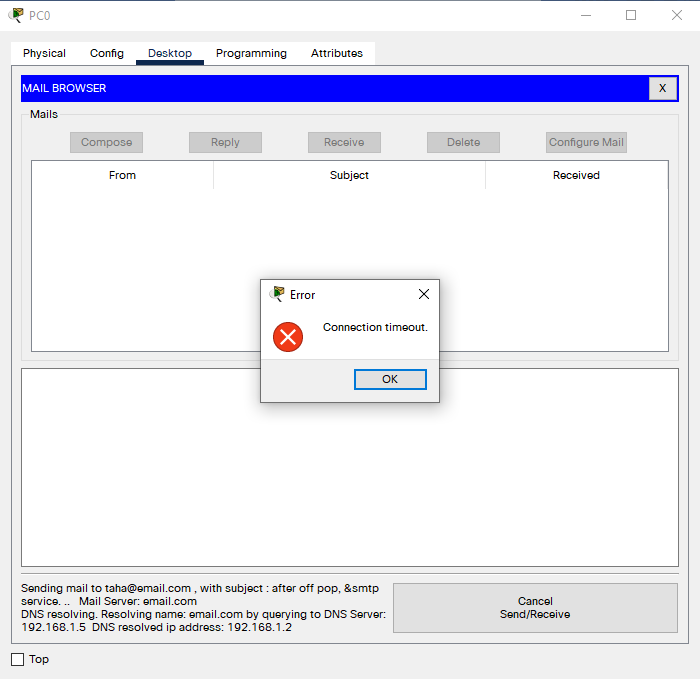 PC0
Physical Config Desktop Programming Attributes
MAIL BROWSER X
Mails
Compose Reply Receive Delete Configure Mail
From Subject Received
Error
Connection timeout.
OK
Sending mail to taha@email.com , with subject : after off pop, &smtp
service. .. Mail Server: email.com
DNS resolving. Resolving name: email.com by querying to DNS Server:
192.168.1.5 DNS resolved ip address: 192.168.1.2
Cancel
Send/Receive
Top